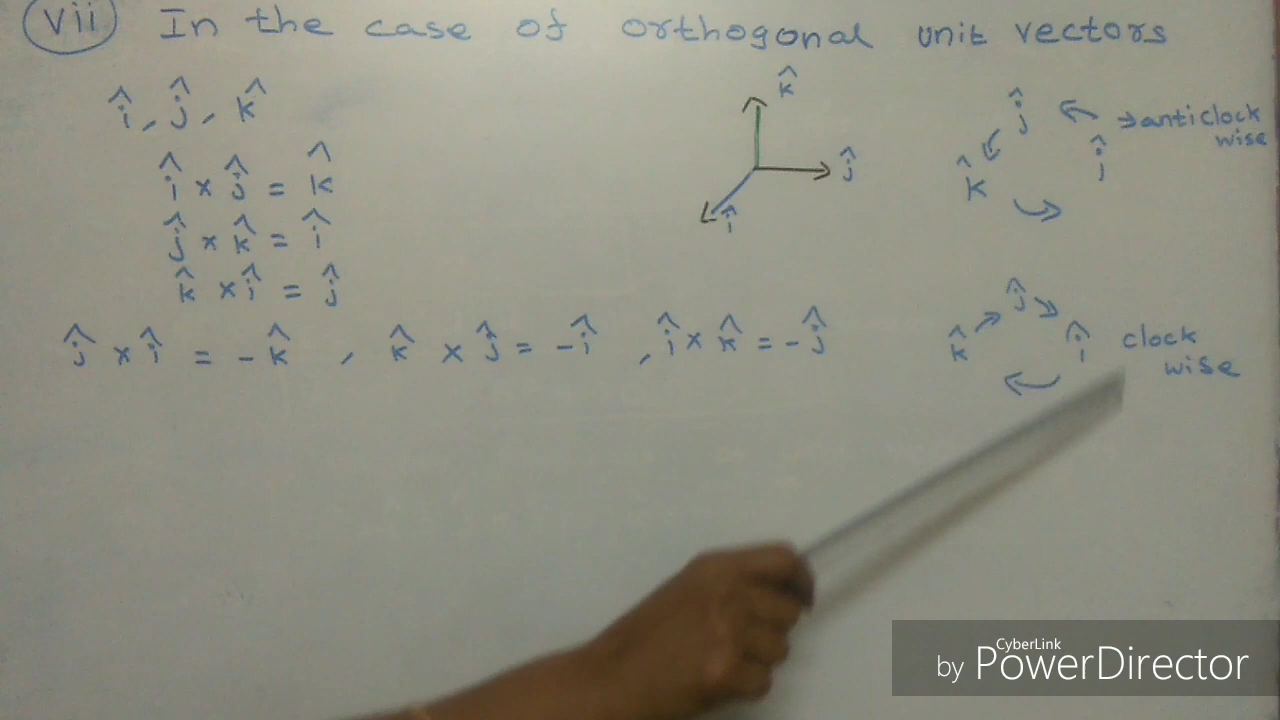 vii In the case of orthogonal unit vectors
î, ĵ, k̂
î × ĵ = k̂
ĵ × k̂ = î
k̂ × î = ĵ
ĵ × î = -k̂ , k̂ × ĵ = -î , î × k̂ = -ĵ
k̂
ĵ
î
ĵ
→anticlock
wise
k̂
î
ĵ
k̂
î
clock
wise
CyberLink
by PowerDirector